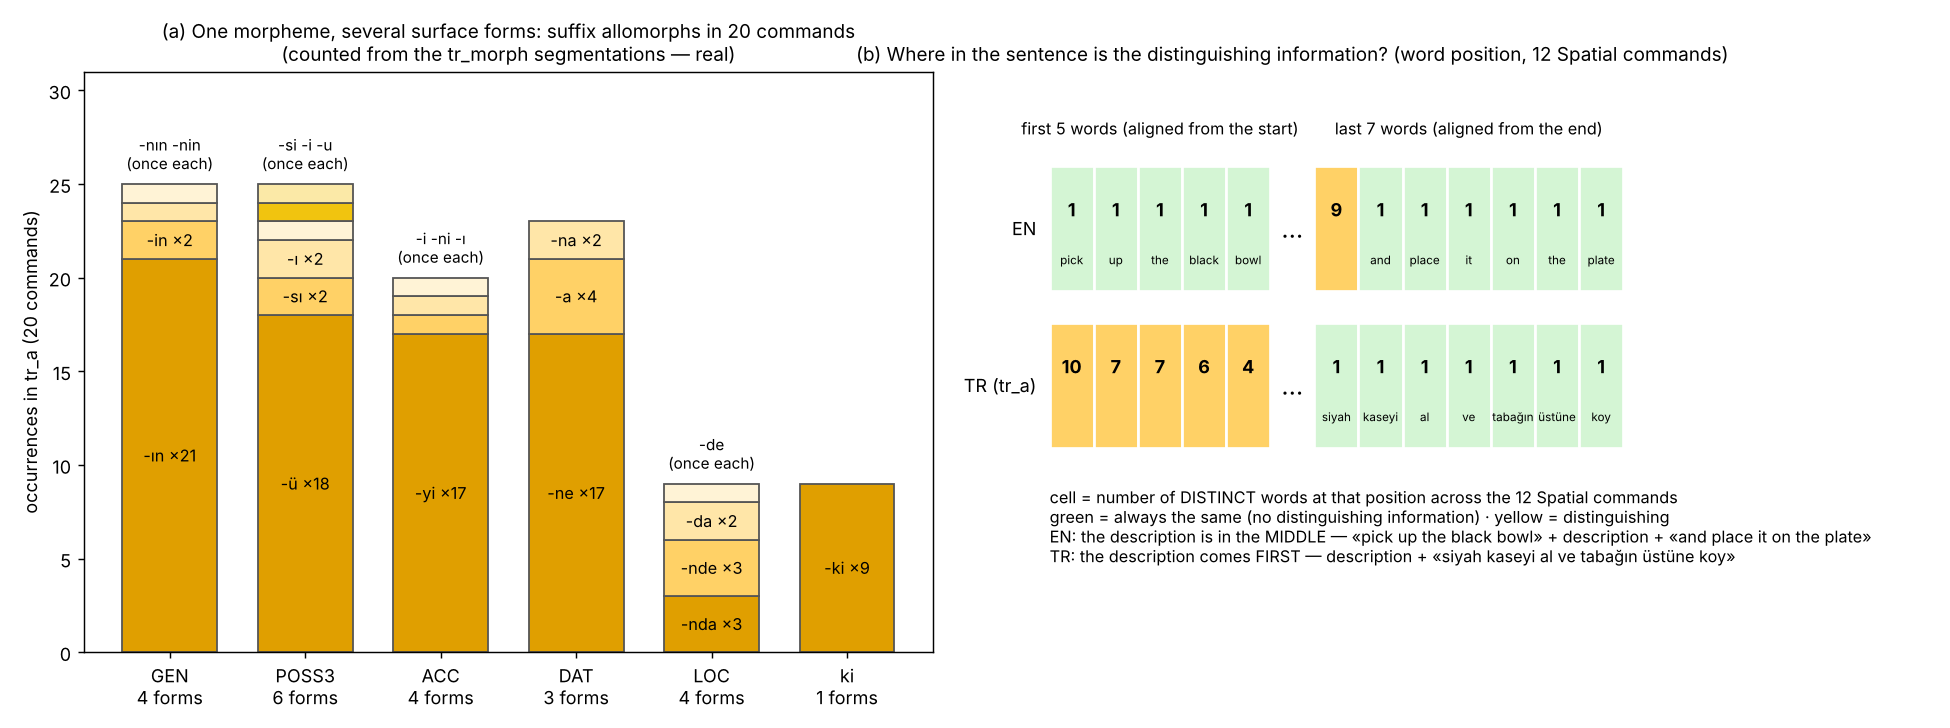 (a) One morpheme, several surface forms: suffix allomorphs in 20 commands
(counted from the tr_morph segmentations — real)
occurrences in tr_a (20 commands)
30
25
20
15
10
5
0
-nın -nin
(once each)
-in ×2
-ın ×21
-si -i -u
(once each)
-ı ×2
-sı ×2
-ü ×18
-i -ni -ı
(once each)
-yi ×17
-na ×2
-a ×4
-ne ×17
-de
(once each)
-da ×2
-nde ×3
-nda ×3
-ki ×9
GEN
4 forms
POSS3
6 forms
ACC
4 forms
DAT
3 forms
LOC
4 forms
ki
1 forms
(b) Where in the sentence is the distinguishing information? (word position, 12 Spatial commands)
first 5 words (aligned from the start)
last 7 words (aligned from the end)
EN
1 1 1 1 1 ... 9 1 1 1 1 1 1
pick up the black bowl and place it on the plate
TR (tr_a)
10 7 7 6 4 ... 1 1 1 1 1 1 1
siyah kaseyi al ve tabağın üstüne koy
cell = number of DISTINCT words at that position across the 12 Spatial commands
green = always the same (no distinguishing information) · yellow = distinguishing
EN: the description is in the MIDDLE — «pick up the black bowl» + description + «and place it on the plate»
TR: the description comes FIRST — description + «siyah kaseyi al ve tabağın üstüne koy»